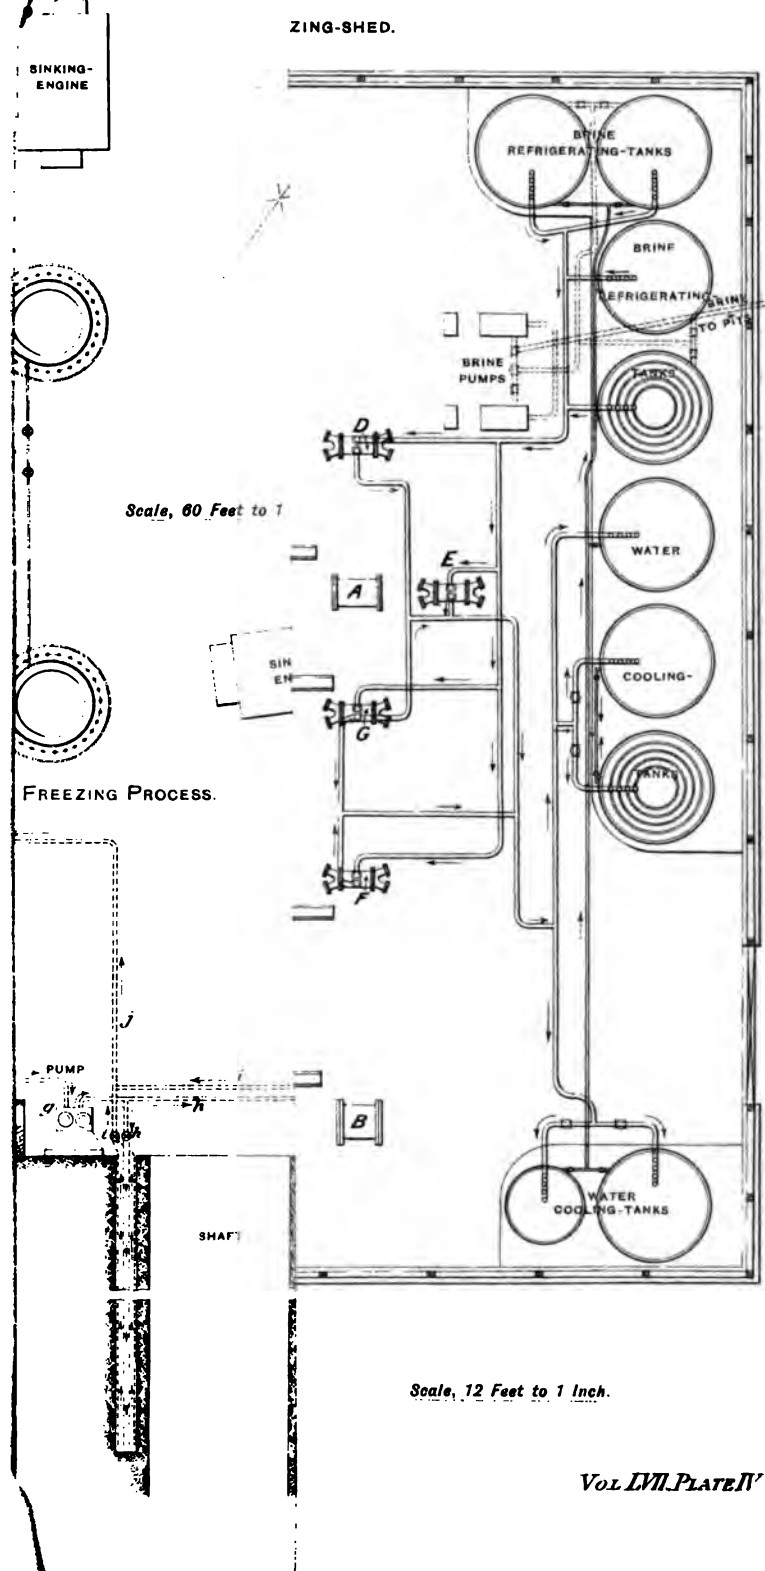 ZING-SHED.
SINKING-
ENGINE
BRINE
REFRIGERATING-TANKS
BRINE
REFRIGERATING-
BRINE
TO PITS
BRINE
PUMPS
TANKS
D
Scale, 60 Feet to 1
E
WATER
A
SIN
EN
COOLING-
G
TANKS
FREEZING PROCESS.
F
j
PUMP
i
g
h
B
i
h
WATER
COOLING-TANKS
SHAFT
Scale, 12 Feet to 1 Inch.
VOL LVII. PLATE IV